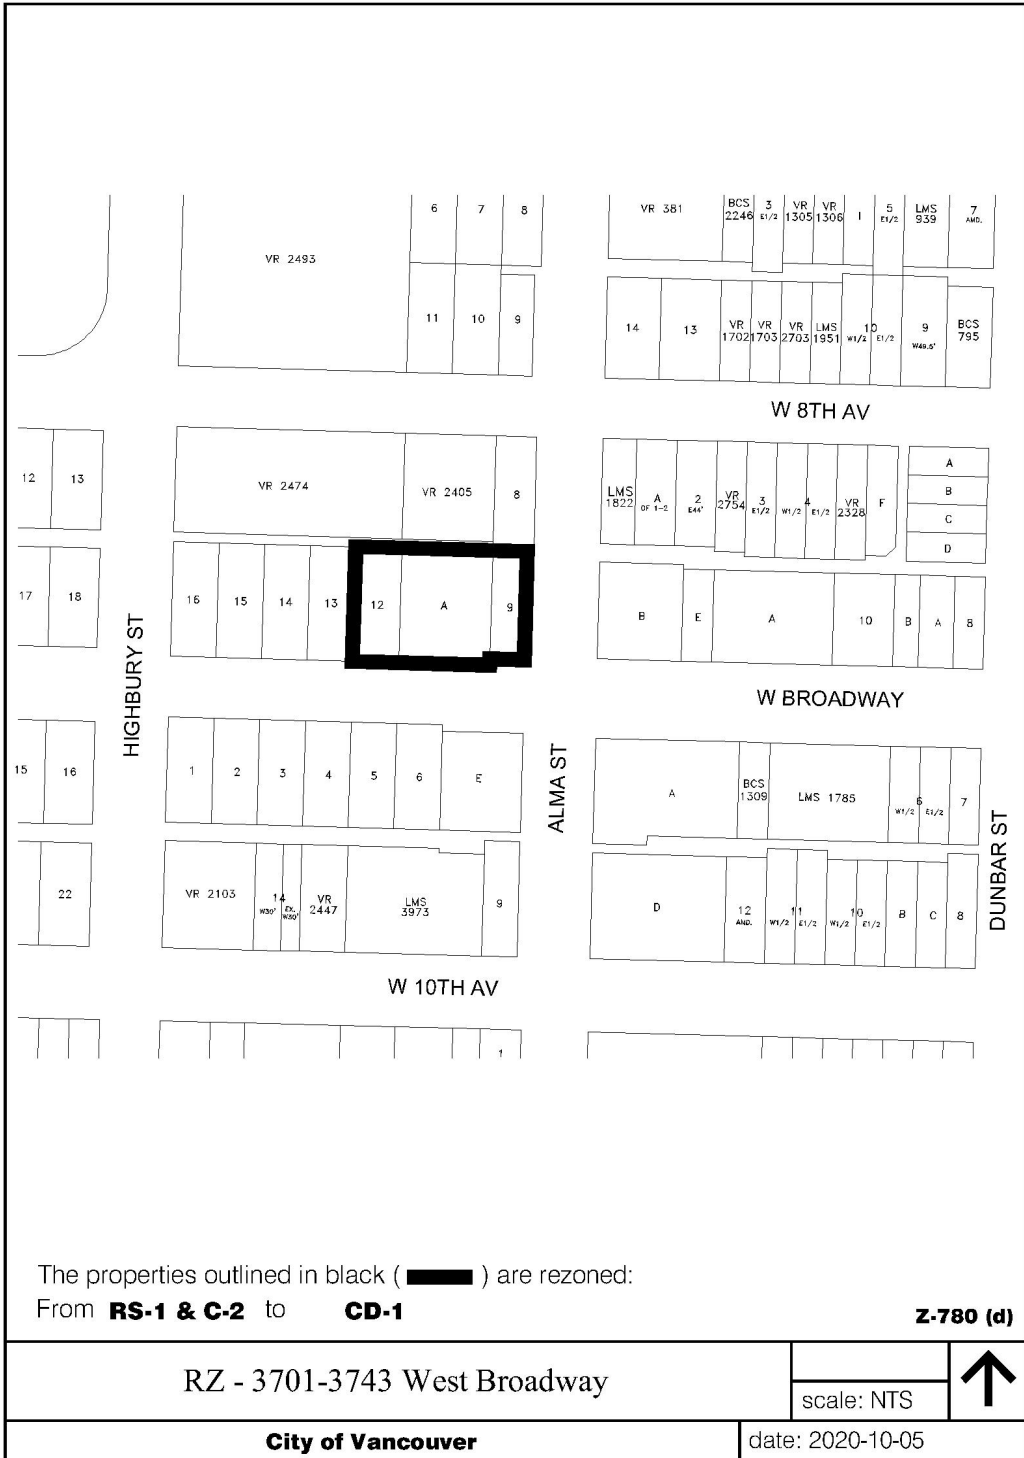 6 7 8 VR 381 BCS 2246 3 E1/2 VR 1305 VR 1306 I 5 E1/2 LMS 939 7 AMD.
VR 2493
11 10 9 14 13 VR 1702 VR 1703 VR 2703 LMS 1951 10 W1/2 E1/2 9 W49.5' BCS 795
W 8TH AV
12 13 VR 2474 VR 2405 8 LMS 1822 A OF 1-2 2 E44' VR 2754 3 E1/2 4 W1/2 E1/2 VR 2328 F A
B
C
D
17 18 16 15 14 13 12 A 9 B E A 10 B A 8
HIGHBURY ST
W BROADWAY
15 16 1 2 3 4 5 6 E ALMA ST A BCS 1309 LMS 1785 6 W1/2 E1/2 7
DUNBAR ST
22 VR 2103 14 W30' EX. W30' VR 2447 LMS 3973 9 D 12 AMD. 11 W1/2 E1/2 10 W1/2 E1/2 B C 8
W 10TH AV
1
The properties outlined in black ( ) are rezoned:
From RS-1 & C-2 to CD-1
Z-780 (d)
RZ - 3701-3743 West Broadway
scale: NTS
City of Vancouver
date: 2020-10-05